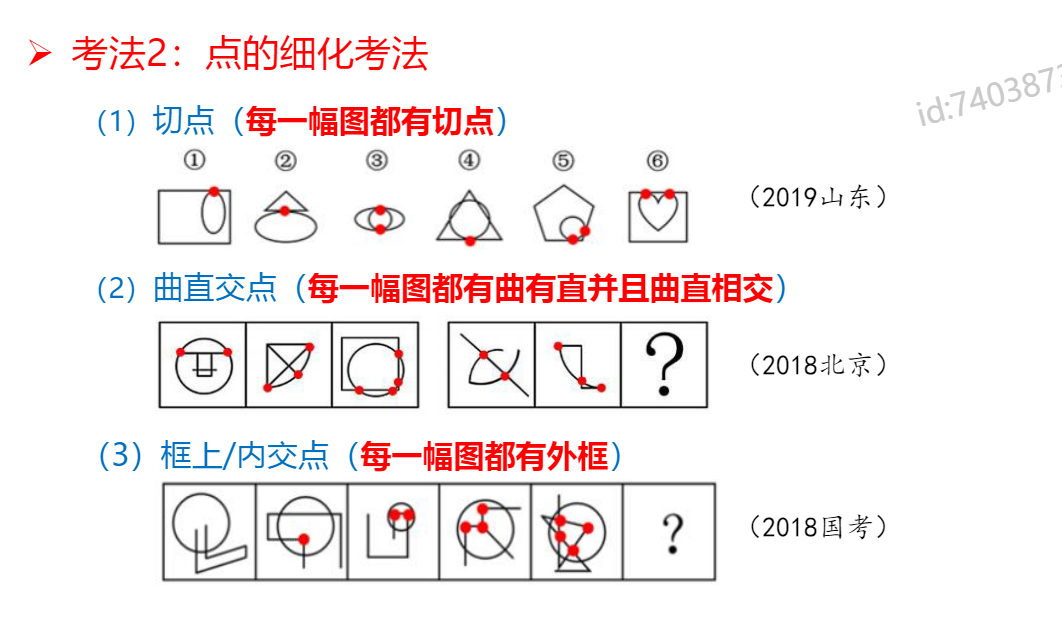 考法2：点的细化考法
id:740387
（1）切点（每一幅图都有切点）
① ② ③ ④ ⑤ ⑥
（2019山东）
（2）曲直交点（每一幅图都有曲有直并且曲直相交）
?
（2018北京）
（3）框上/内交点（每一幅图都有外框）
?
（2018国考）